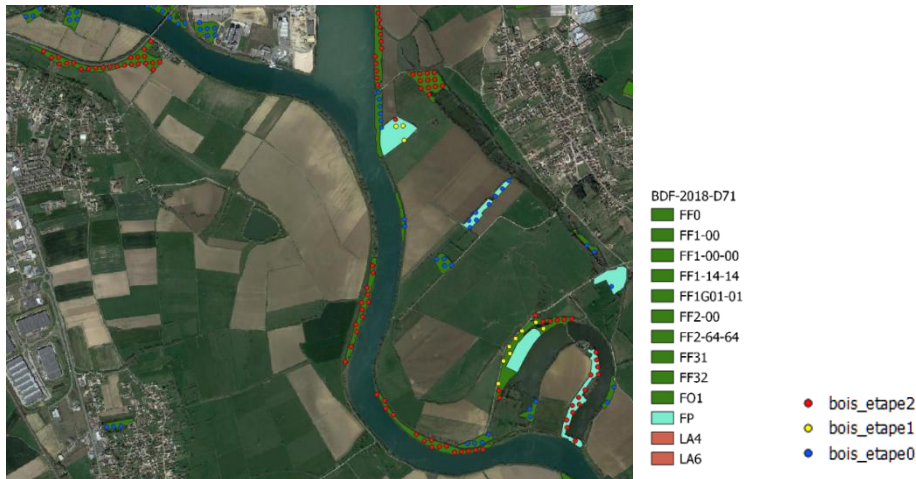 BDF-2018-D71
FF0
FF1-00
FF1-00-00
FF1-14-14
FF1G01-01
FF2-00
FF2-64-64
FF31
FF32
FO1
FP
LA4
LA6
bois_etape2
bois_etape1
bois_etape0